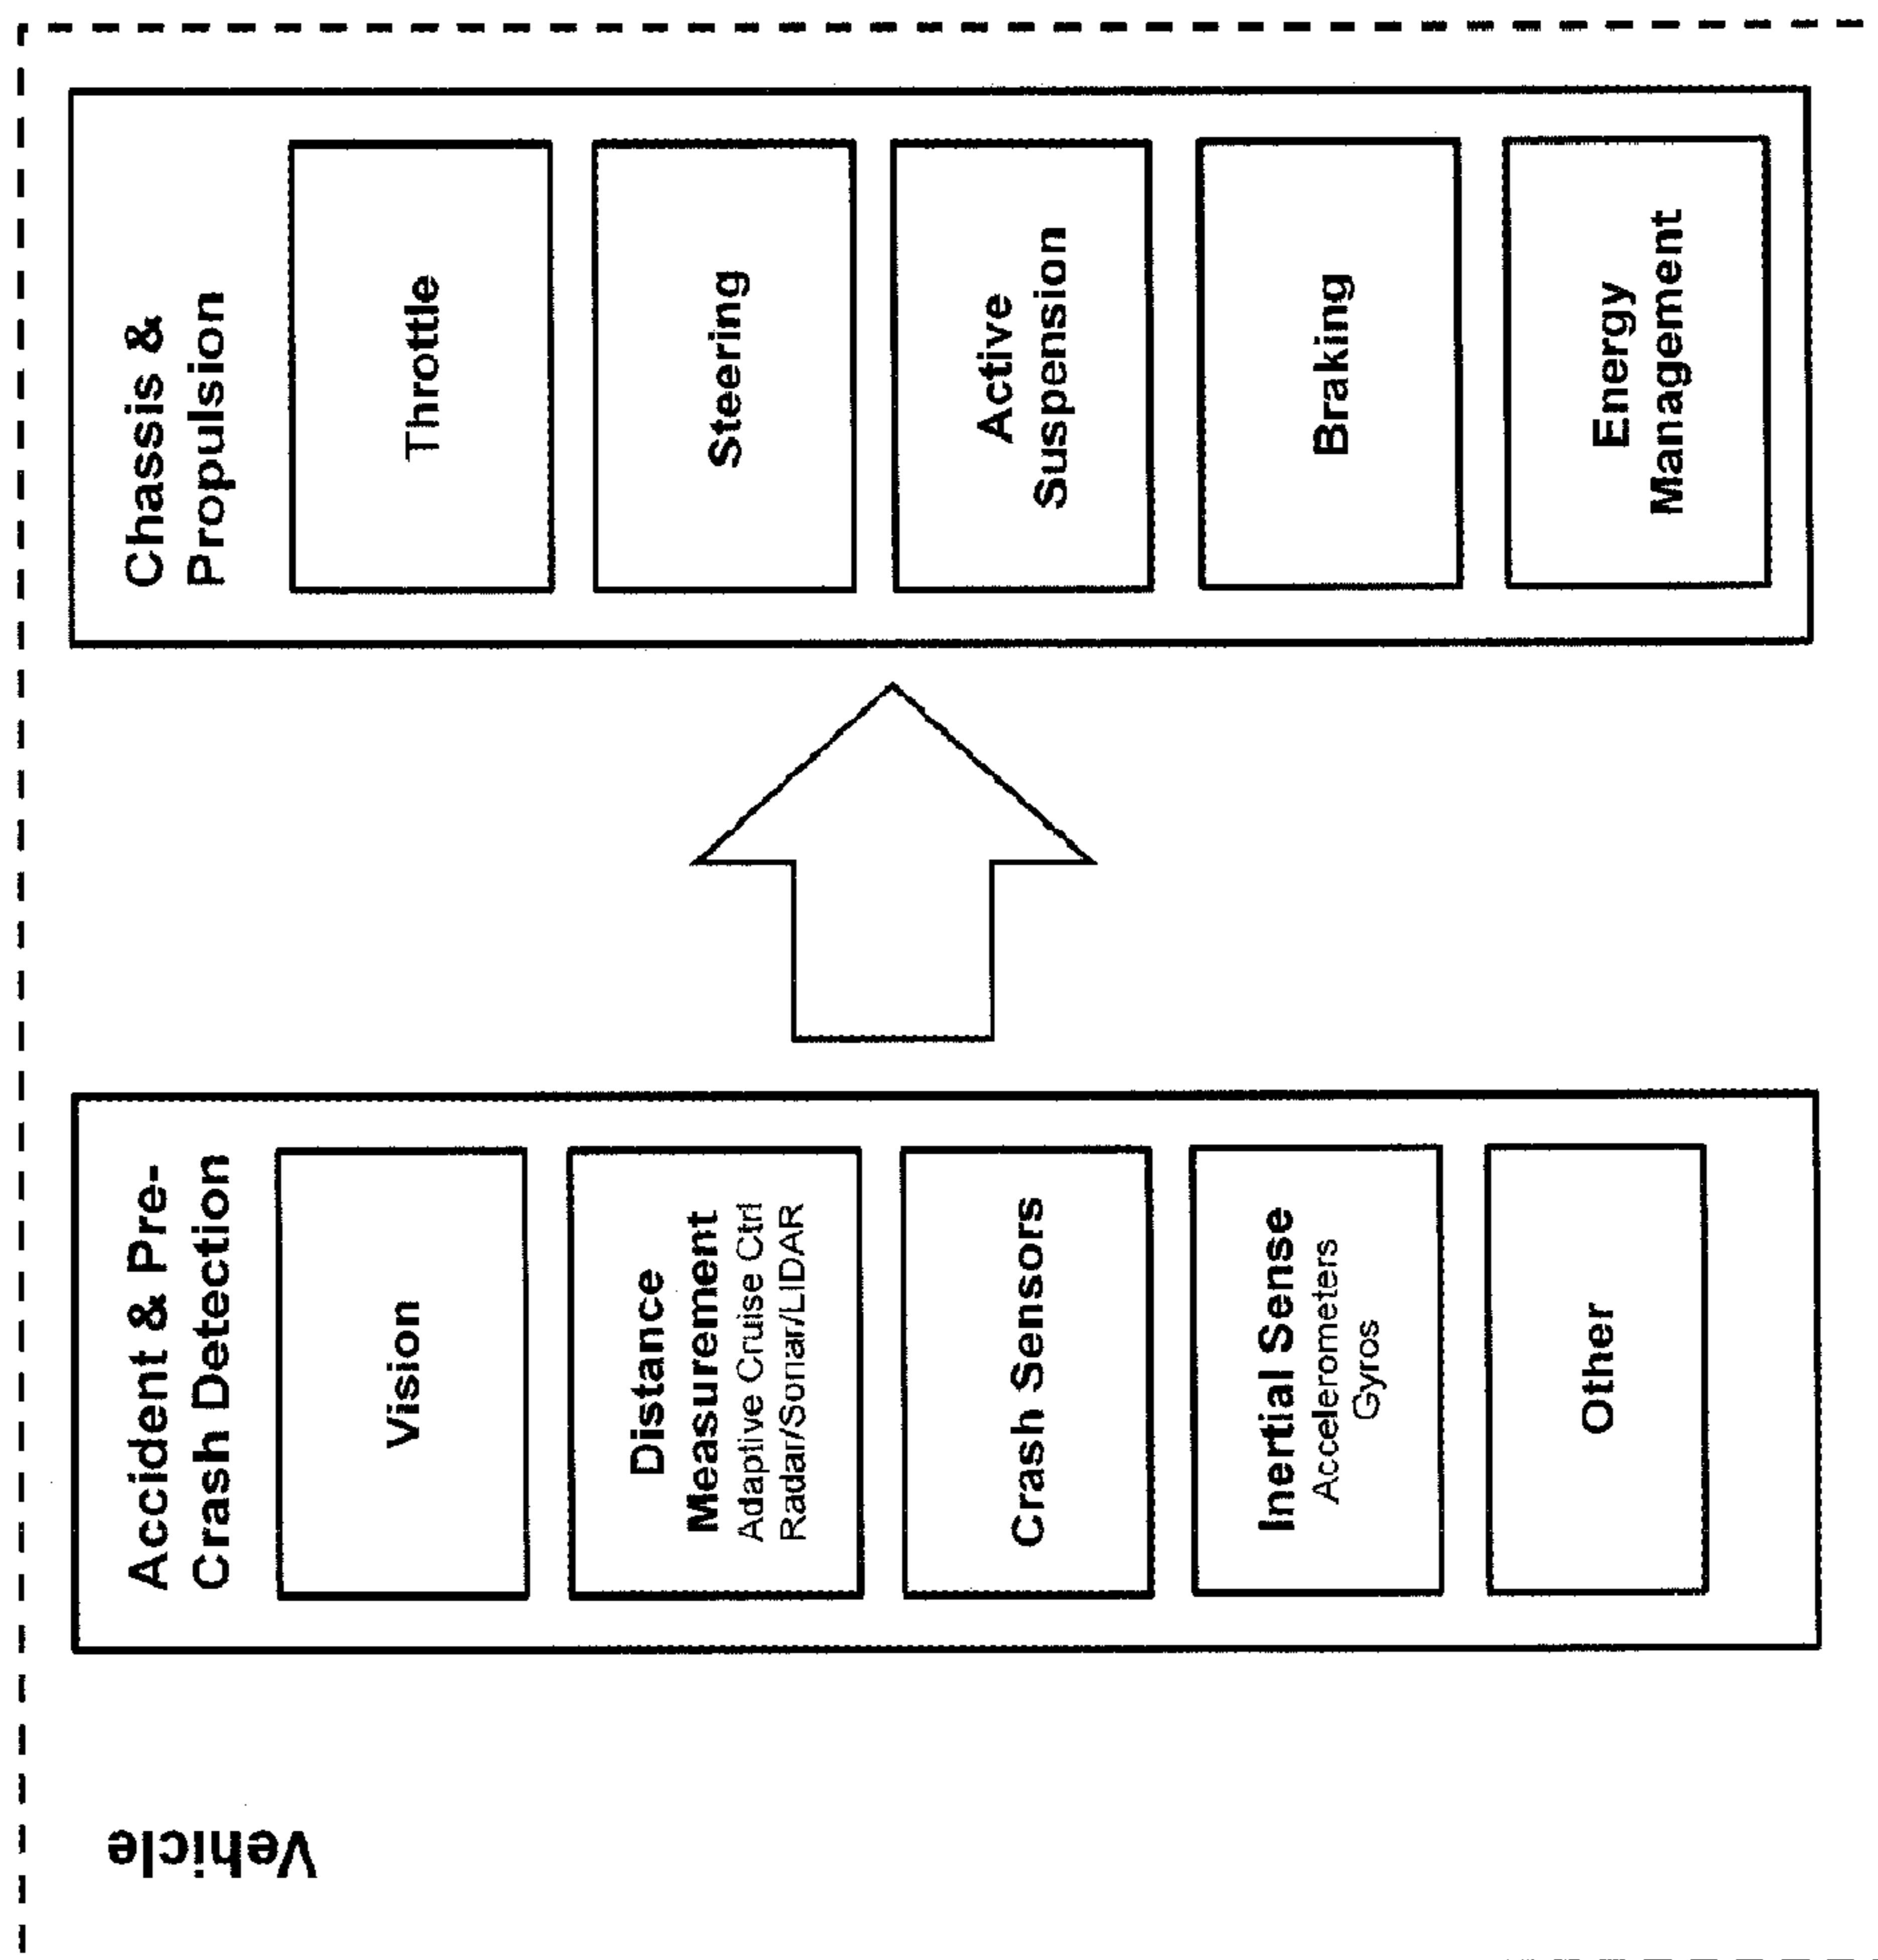 Vehicle
Accident & Pre-
Crash Detection
Vision
Distance
Measurement
Adaptive Cruise Ctrl
Radar/Sonar/LIDAR
Crash Sensors
Inertial Sense
Accelerometers
Gyros
Other
Chassis &
Propulsion
Throttle
Steering
Active
Suspension
Braking
Energy
Management